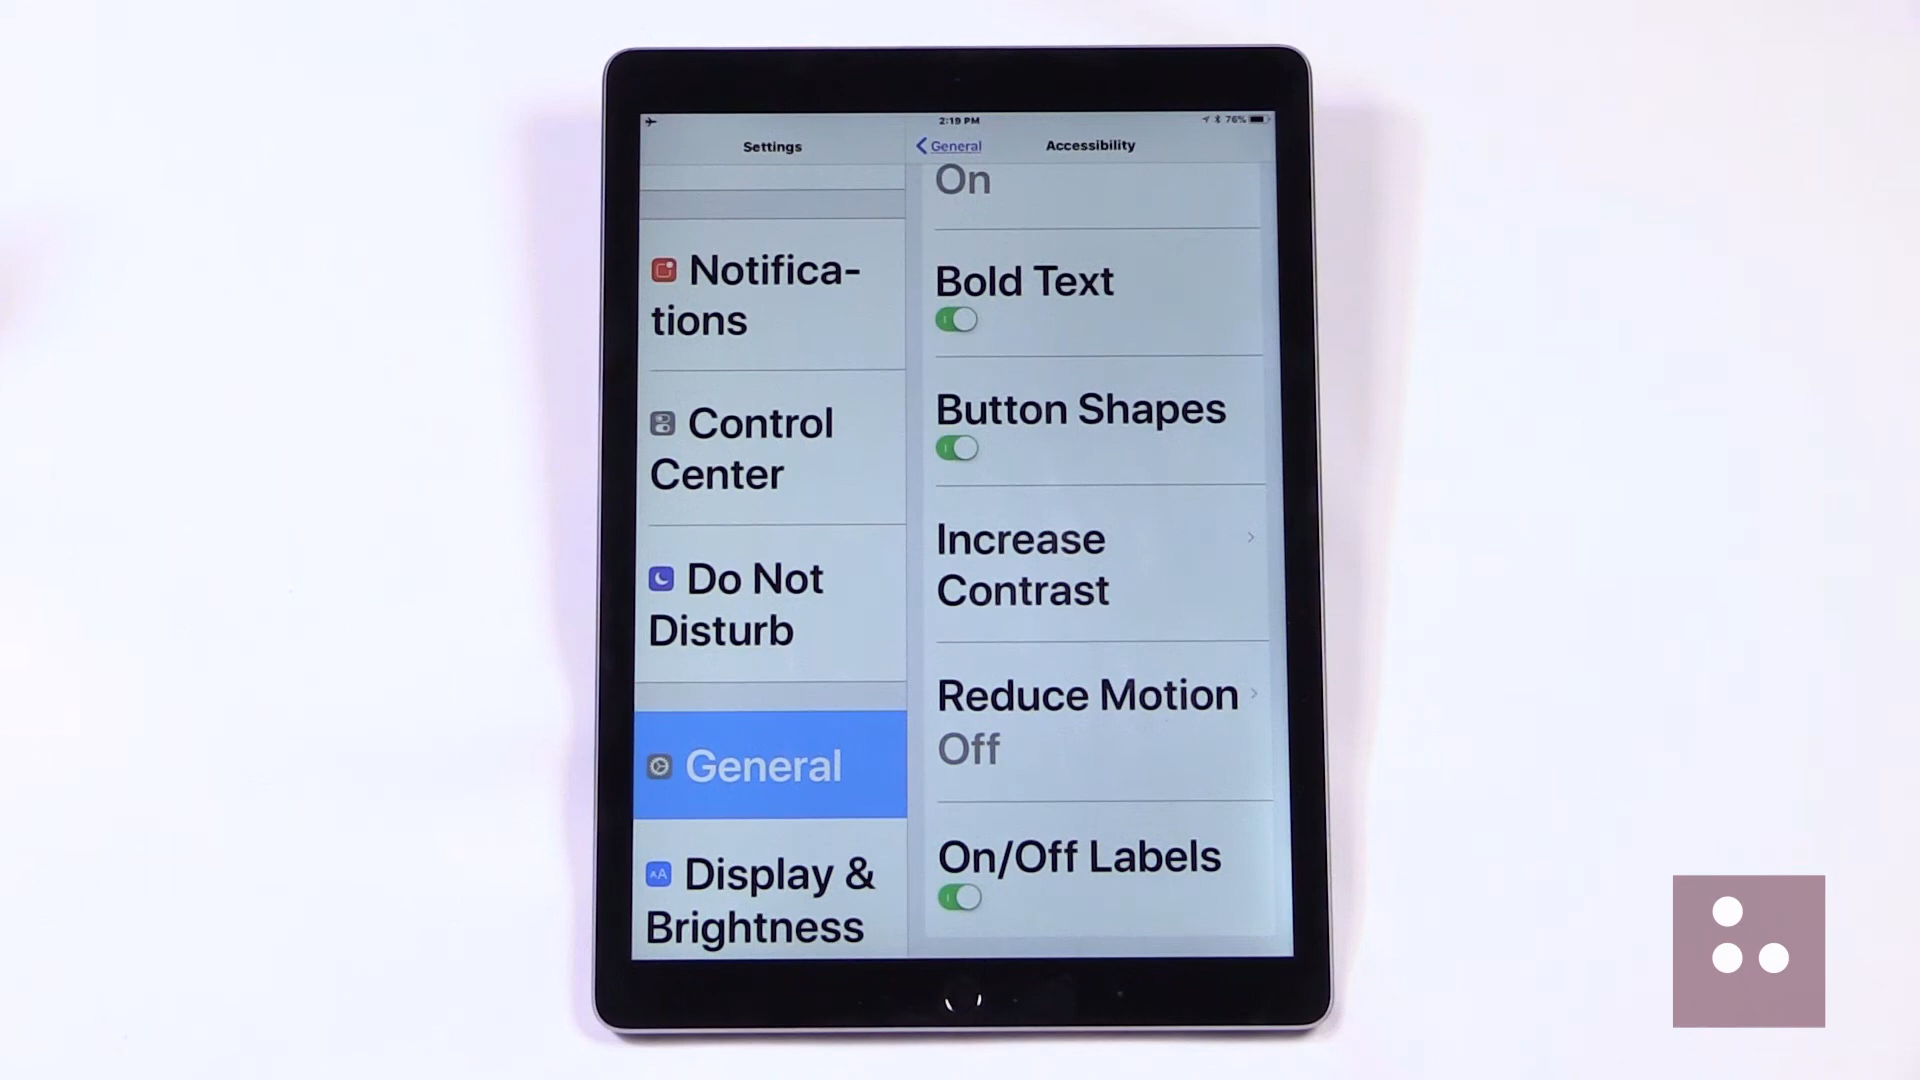 2:19 PM
76%
Settings
General
Accessibility
Notifica-
tions
Control
Center
Do Not
Disturb
General
AA
Display &
Brightness
On
Bold Text
Button Shapes
Increase
Contrast
Reduce Motion
Off
On/Off Labels